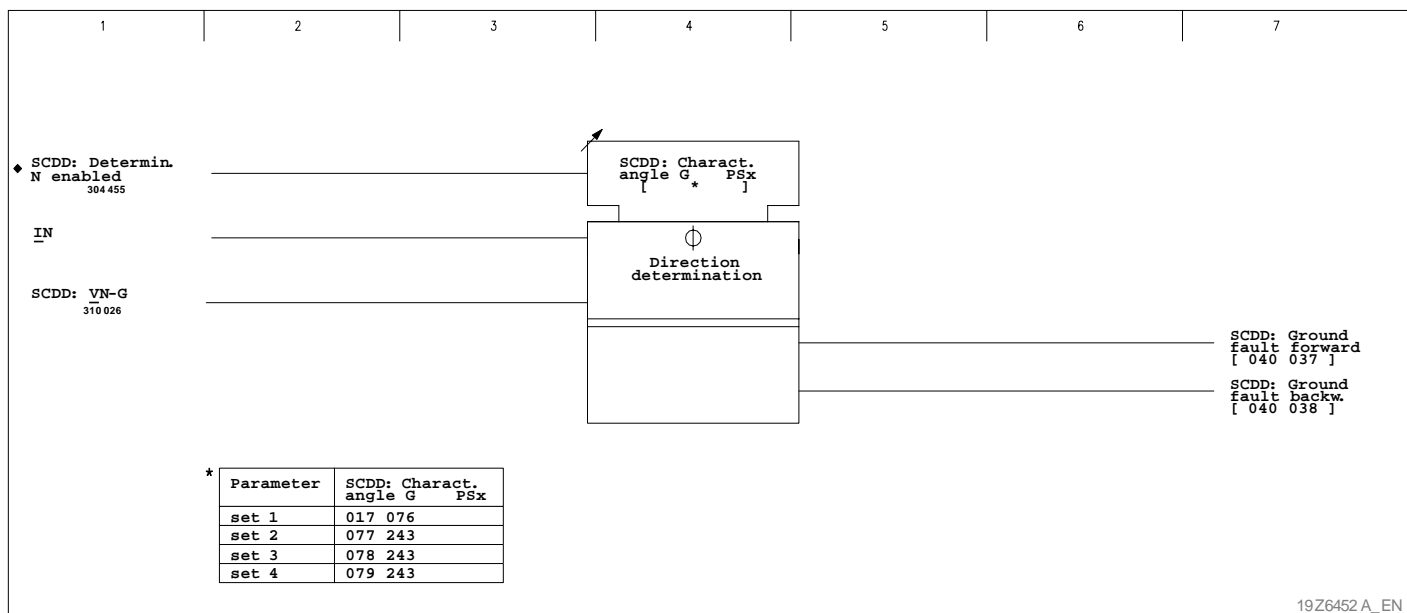 1 2 3 4 5 6 7
◆ SCDD: Determin.
N enabled
304 455
SCDD: Charact.
angle G PSx
[ * ]
IN
Direction
determination
SCDD: VN-G
310 026
SCDD: Ground
fault forward
[ 040 037 ]
SCDD: Ground
fault backw.
[ 040 038 ]
*
Parameter SCDD: Charact.
angle G PSx
set 1 017 076
set 2 077 243
set 3 078 243
set 4 079 243
19Z6452 A_EN